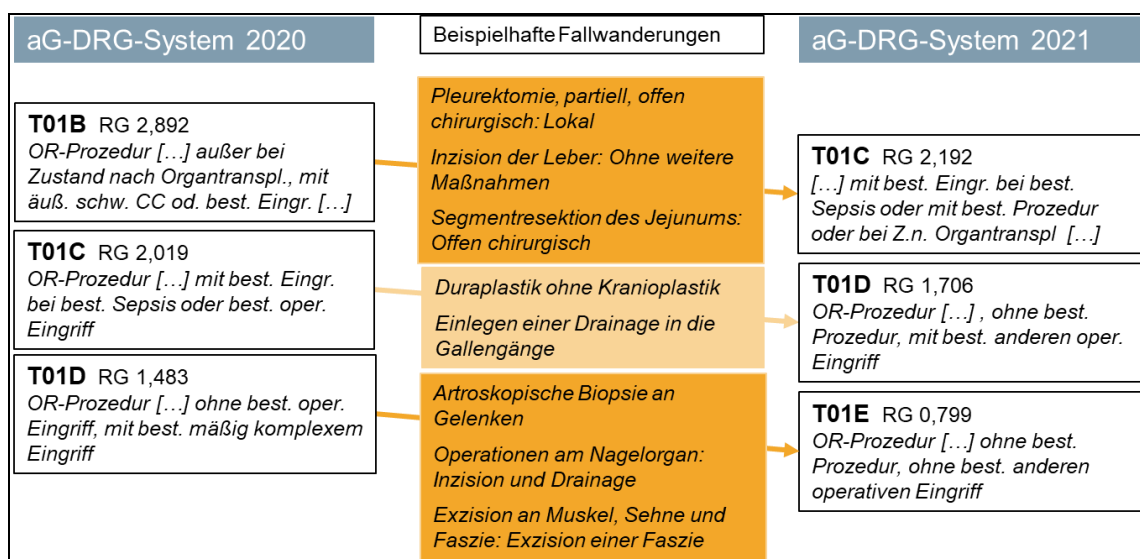 aG-DRG-System 2020
T01B RG 2,892
OR-Prozedur […] außer bei
Zustand nach Organtranspl., mit
äuß. schw. CC od. best. Eingr. […]
T01C RG 2,019
OR-Prozedur […] mit best. Eingr.
bei best. Sepsis oder best. oper.
Eingriff
T01D RG 1,483
OR-Prozedur […] ohne best. oper.
Eingriff, mit best. mäßig komplexem
Eingriff
Beispielhafte Fallwanderungen
Pleurektomie, partiell, offen
chirurgisch: Lokal
Inzision der Leber: Ohne weitere
Maßnahmen
Segmentresektion des Jejunums:
Offen chirurgisch
Duraplastik ohne Kranioplastik
Einlegen einer Drainage in die
Gallengänge
Artroskopische Biopsie an
Gelenken
Operationen am Nagelorgan:
Inzision und Drainage
Exzision an Muskel, Sehne und
Faszie: Exzision einer Faszie
aG-DRG-System 2021
T01C RG 2,192
[…] mit best. Eingr. bei best.
Sepsis oder mit best. Prozedur
oder bei Z.n. Organtranspl […]
T01D RG 1,706
OR-Prozedur […] , ohne best.
Prozedur, mit best. anderen oper.
Eingriff
T01E RG 0,799
OR-Prozedur […] ohne best.
Prozedur, ohne best. anderen
operativen Eingriff